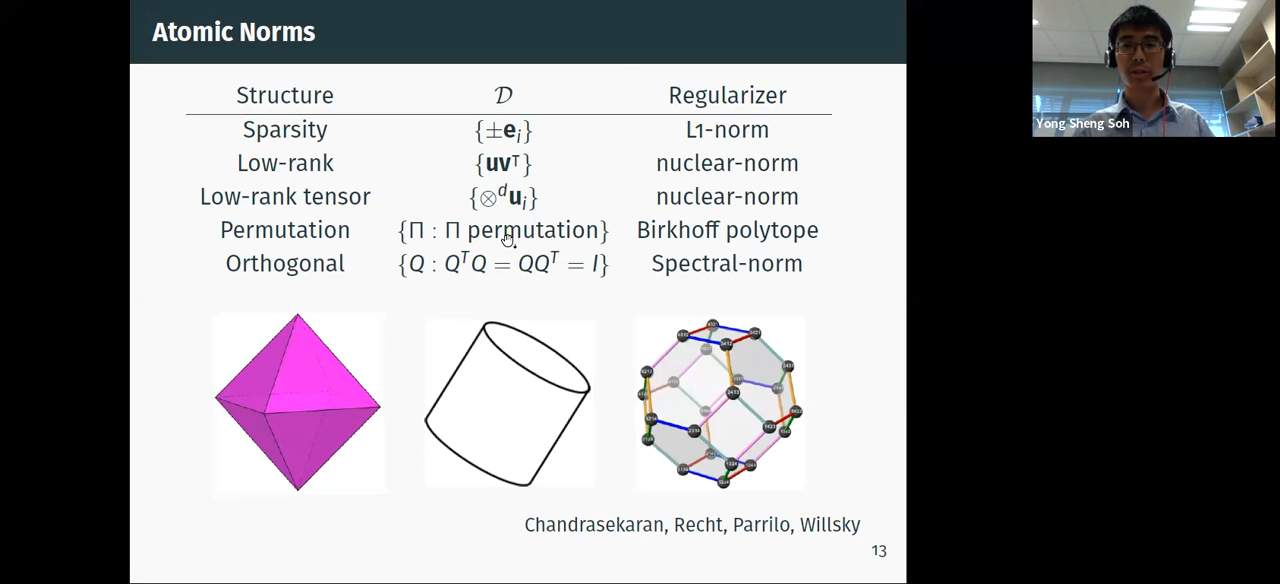 Atomic Norms
Structure 𝒟 Regularizer
Sparsity {±eᵢ} L1-norm
Low-rank {uvᵀ} nuclear-norm
Low-rank tensor {⊗ᵈuᵢ} nuclear-norm
Permutation {Π : Π permutation} Birkhoff polytope
Orthogonal {Q : QᵀQ = QQᵀ = I} Spectral-norm
Chandrasekaran, Recht, Parrilo, Willsky
13
Yong Sheng Soh